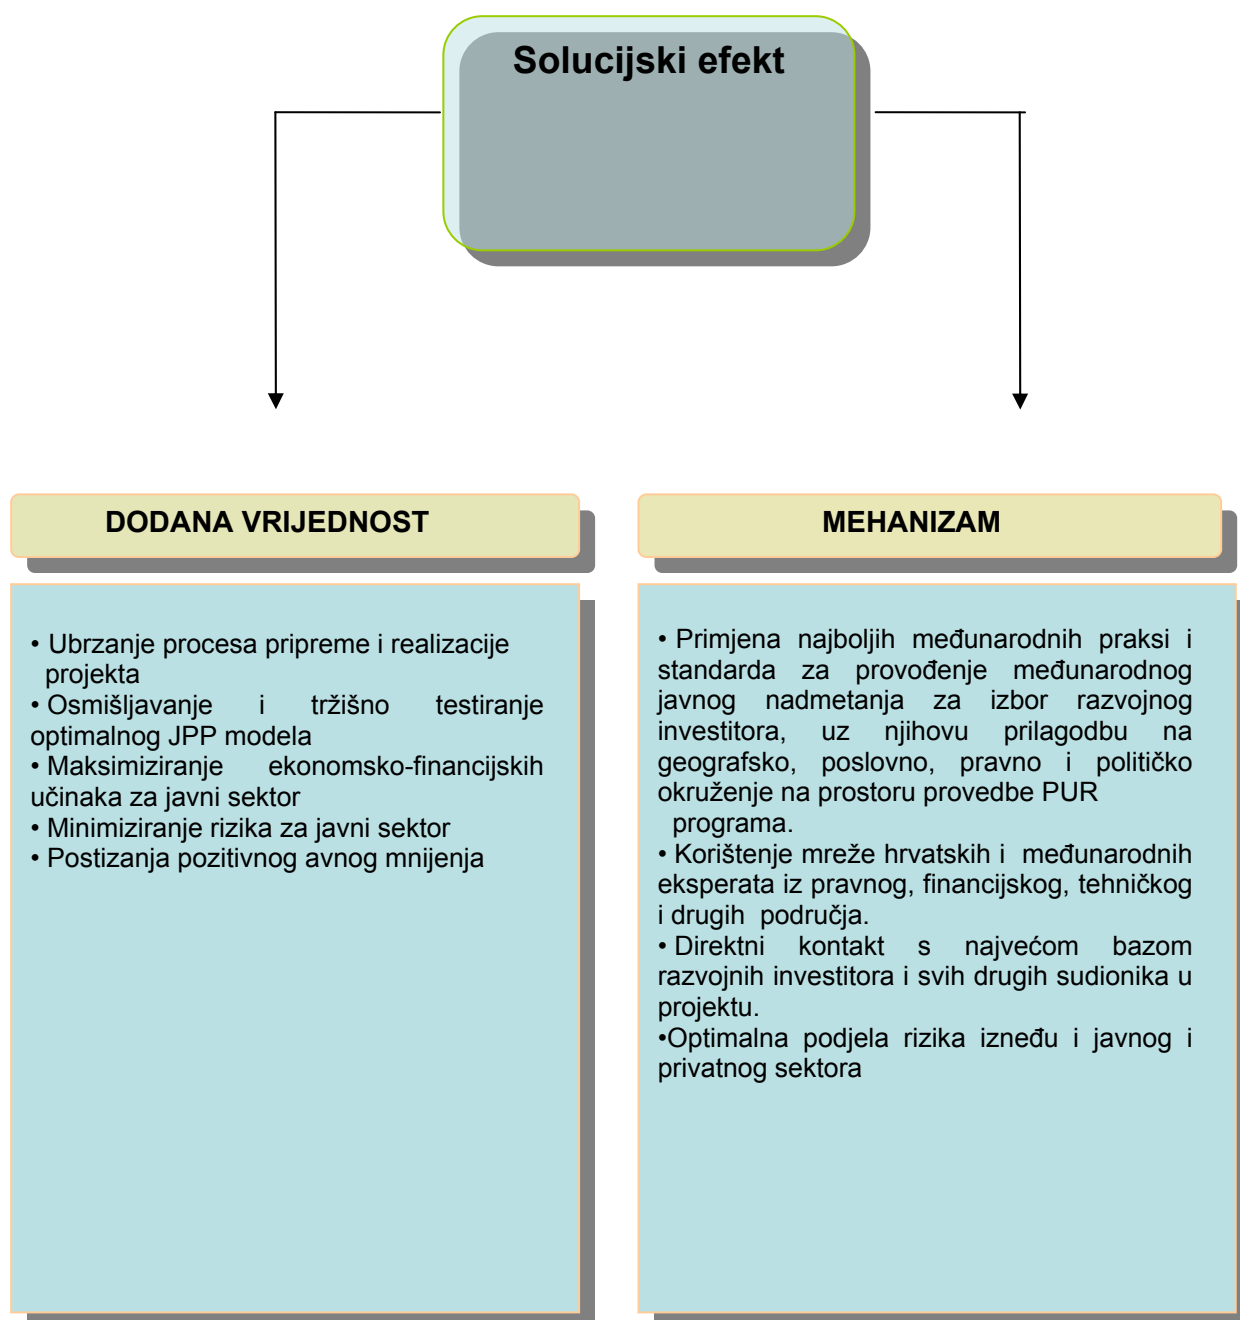 Solucijski efekt
DODANA VRIJEDNOST
• Ubrzanje procesa pripreme i realizacije
projekta
• Osmišljavanje i tržišno testiranje
optimalnog JPP modela
• Maksimiziranje ekonomsko-financijskih
učinaka za javni sektor
• Minimiziranje rizika za javni sektor
• Postizanja pozitivnog avnog mnijenja
MEHANIZAM
• Primjena najboljih međunarodnih praksi i
standarda za provođenje međunarodnog
javnog nadmetanja za izbor razvojnog
investitora, uz njihovu prilagodbu na
geografsko, poslovno, pravno i političko
okruženje na prostoru provedbe PUR
programa.
• Korištenje mreže hrvatskih i međunarodnih
eksperata iz pravnog, financijskog, tehničkog
i drugih područja.
• Direktni kontakt s najvećom bazom
razvojnih investitora i svih drugih sudionika u
projektu.
•Optimalna podjela rizika izneđu i javnog i
privatnog sektora